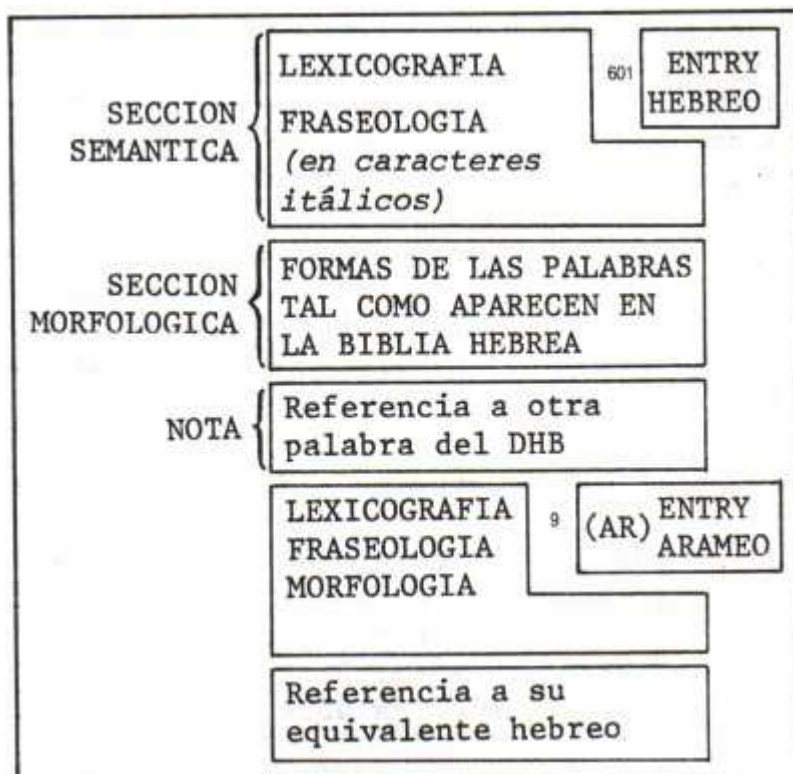 LEXICOGRAFIA
601
ENTRY
HEBREO
SECCION
SEMANTICA
FRASEOLOGIA
(en caracteres
itálicos)
SECCION
MORFOLOGICA
FORMAS DE LAS PALABRAS
TAL COMO APARECEN EN
LA BIBLIA HEBREA
NOTA
Referencia a otra
palabra del DHB
LEXICOGRAFIA
FRASEOLOGIA
MORFOLOGIA
9
(AR) ENTRY
ARAMEO
Referencia a su
equivalente hebreo